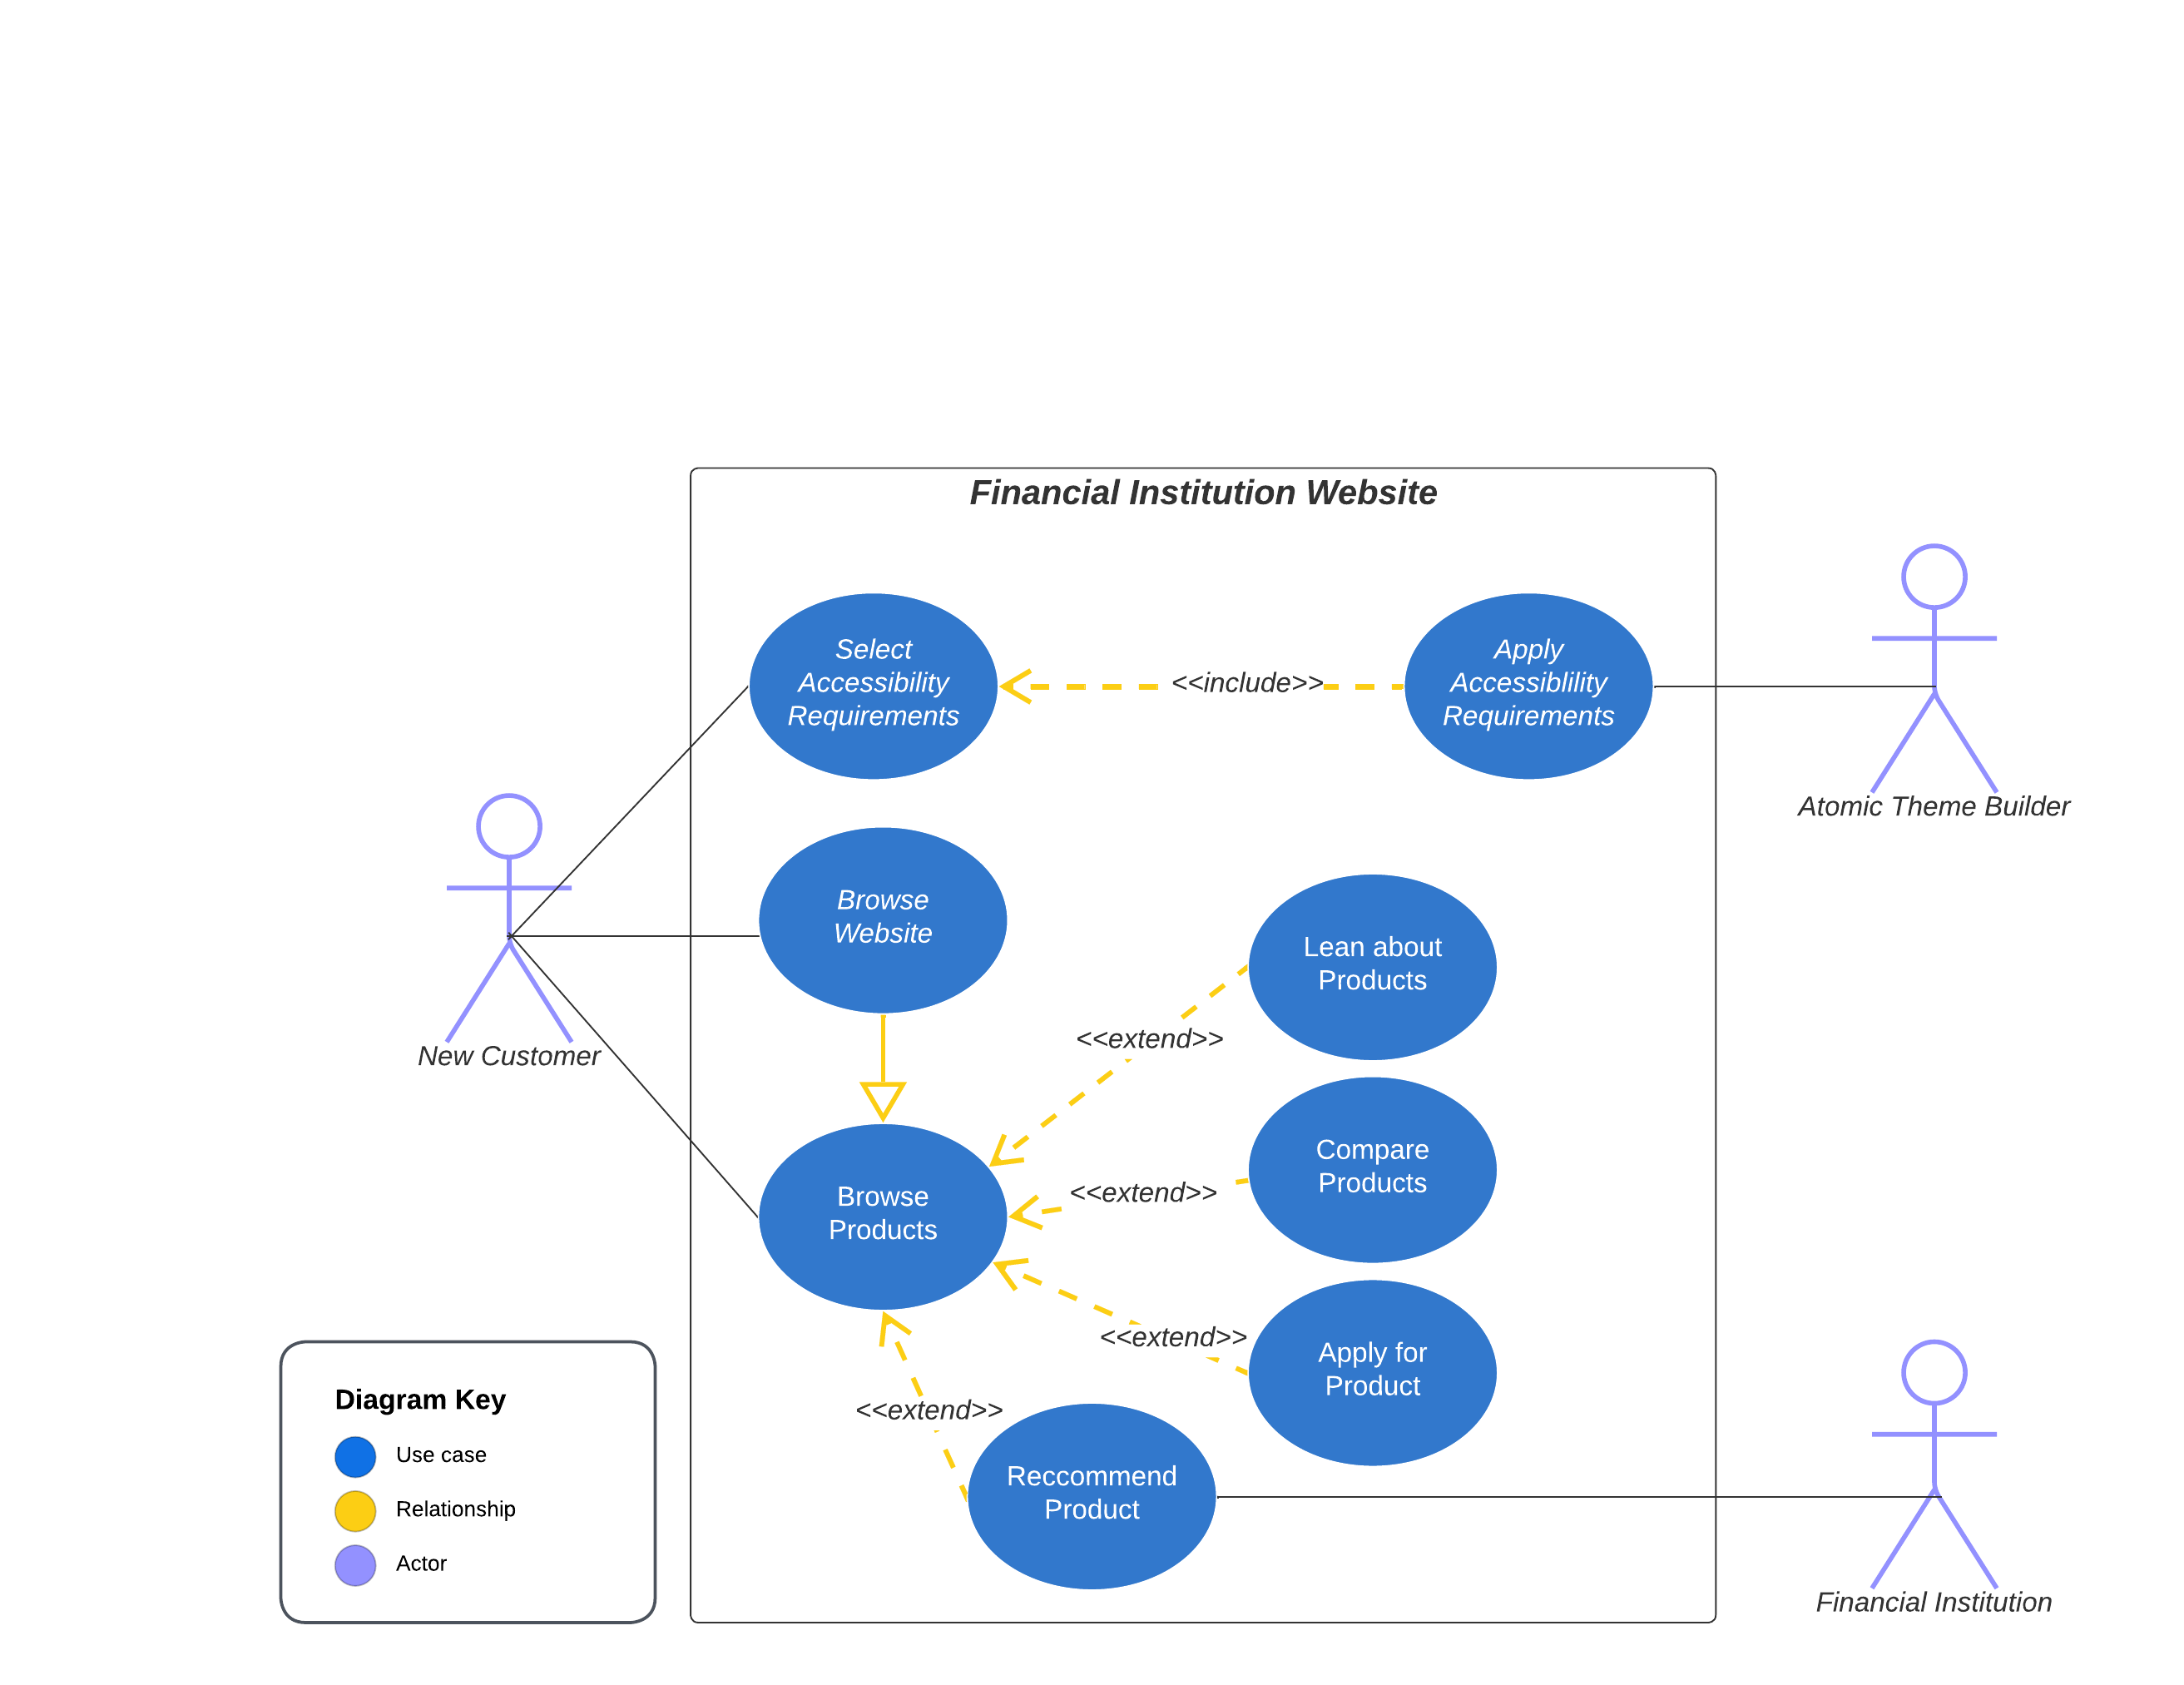 Financial Institution Website
Select
Accessibility
Requirements
<<include>>
Apply
Accessiblility
Requirements
Atomic Theme Builder
Browse
Website
New Customer
Lean about
Products
<<extend>>
Compare
Products
<<extend>>
Browse
Products
Apply for
Product
<<extend>>
<<extend>>
Reccommend
Product
Financial Institution
Diagram Key
Use case
Relationship
Actor